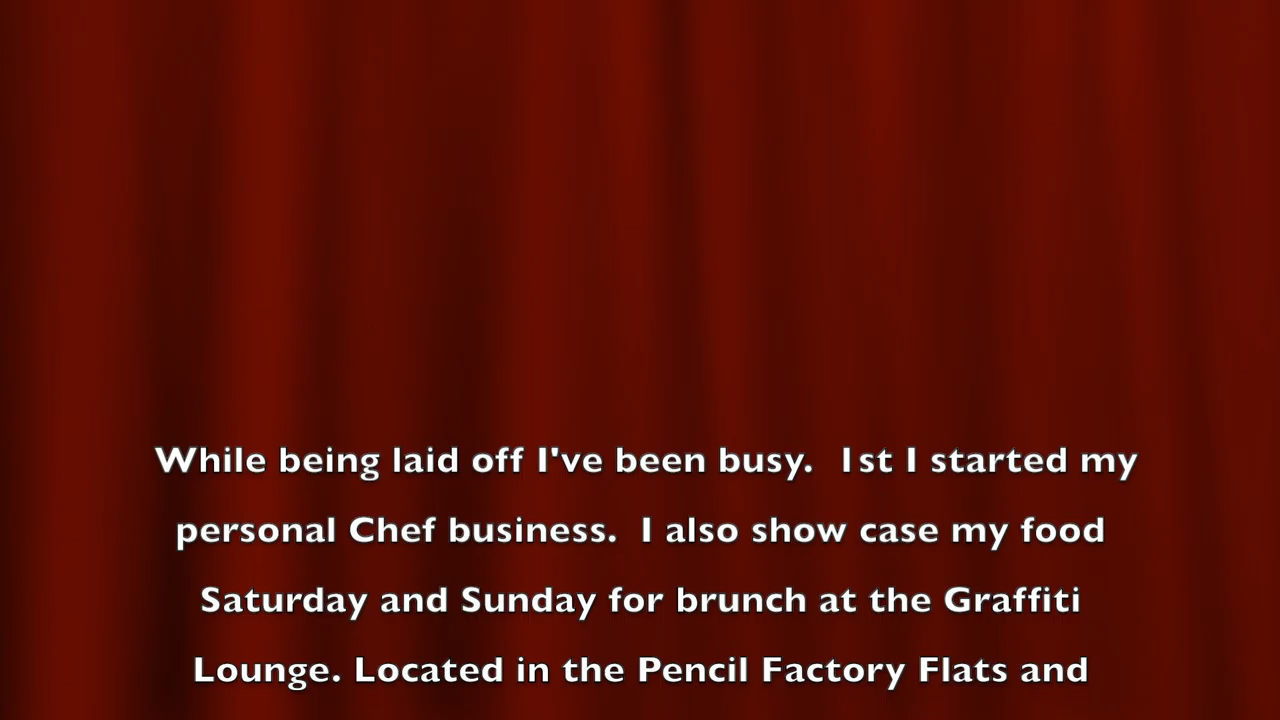 While being laid off I've been busy.  1st I started my
personal Chef business.  I also show case my food
Saturday and Sunday for brunch at the Graffiti
Lounge. Located in the Pencil Factory Flats and